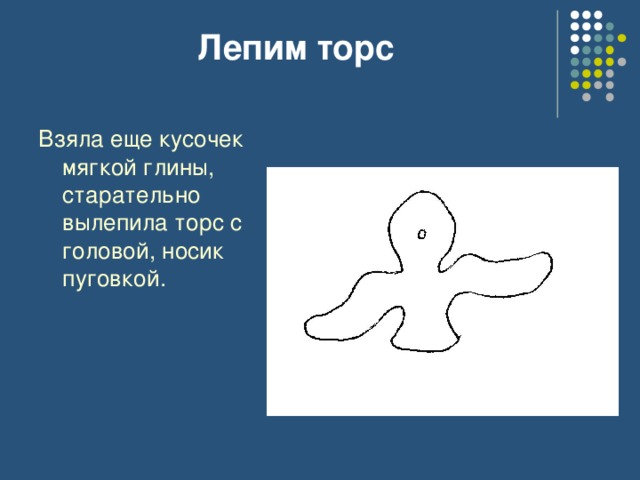 Лепим торс
Взяла еще кусочек
мягкой глины,
старательно
вылепила торс с
головой, носик
пуговкой.